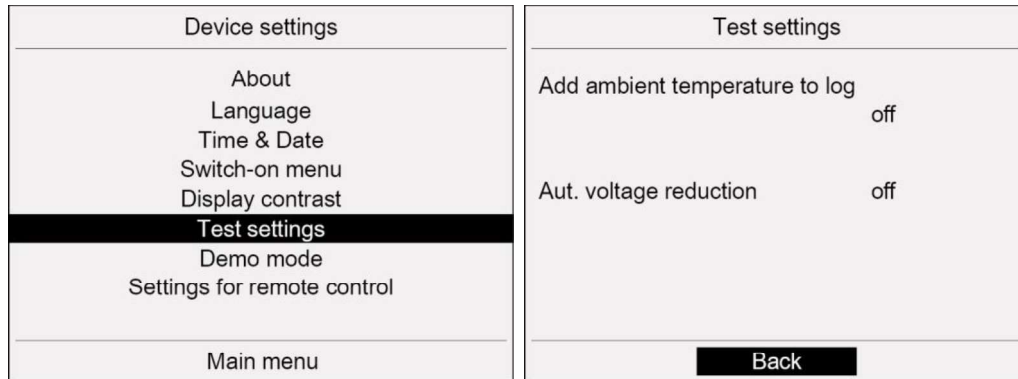 Device settings
About
Language
Time & Date
Switch-on menu
Display contrast
Test settings
Demo mode
Settings for remote control
Main menu
Test settings
Add ambient temperature to log
off
Aut. voltage reduction off
Back